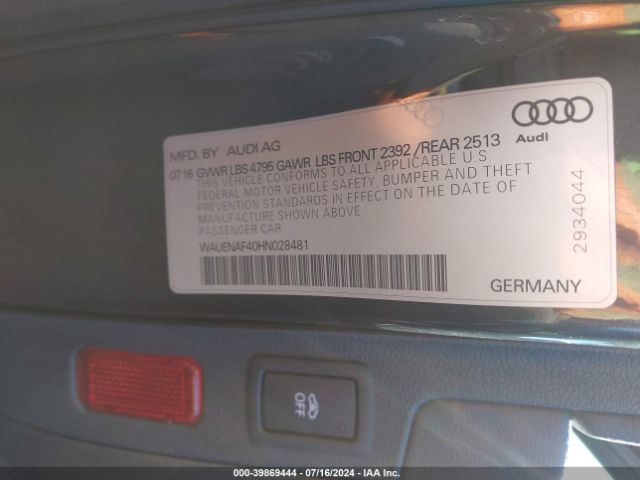 Audi
MFD. BY AUDI AG
07 16 GVWR LBS 4795 GAWR LBS FRONT 2392 /REAR 2513
THIS VEHICLE CONFORMS TO ALL APPLICABLE U.S.
FEDERAL MOTOR VEHICLE SAFETY, BUMPER AND THEFT
PREVENTION STANDARDS IN EFFECT ON THE DATE OF
MANUFACTURE SHOWN ABOVE
PASSENGER CAR
WAUENAF40HN028481
2934044
GERMANY
OFF
000-39869444 - 07/16/2024 - IAA Inc.